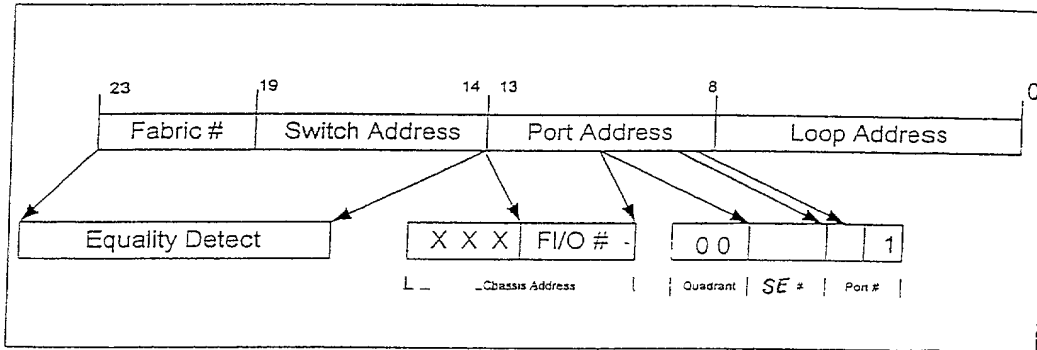 23 19 14 13 8 0
Fabric # Switch Address Port Address Loop Address
Equality Detect X X X FI/O # - 0 0 1
Chassis Address Quadrant SE # Port #